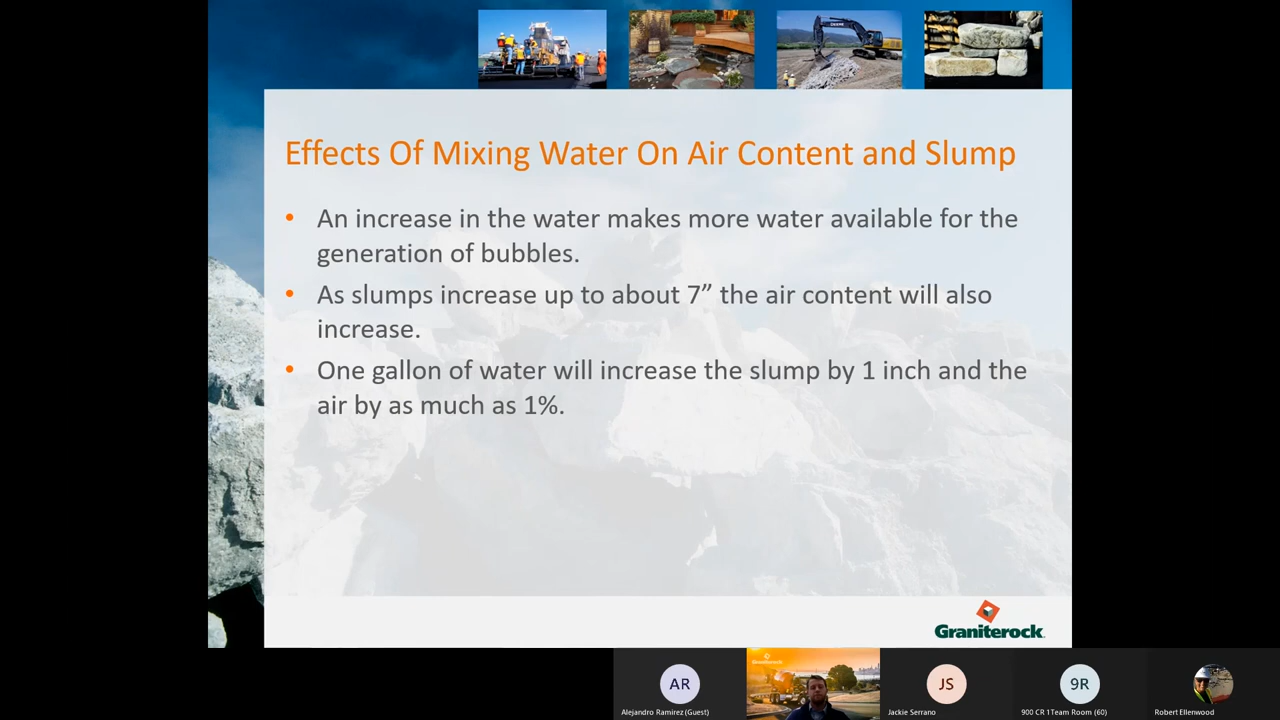 Effects Of Mixing Water On Air Content and Slump
• An increase in the water makes more water available for the
generation of bubbles.
• As slumps increase up to about 7” the air content will also
increase.
• One gallon of water will increase the slump by 1 inch and the
air by as much as 1%.
Graniterock
Graniterock
AR
JS
9R
Alejandro Ramirez (Guest)
Jackie Serrano
900 CR 1Team Room (60)
Robert Ellenwood